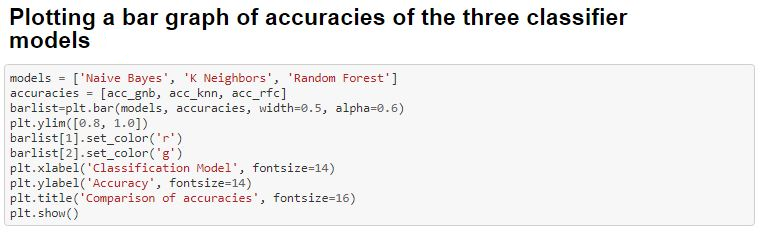 Plotting a bar graph of accuracies of the three classifier
models
models = ['Naive Bayes', 'K Neighbors', 'Random Forest']
accuracies = [acc_gnb, acc_knn, acc_rfc]
barlist=plt.bar(models, accuracies, width=0.5, alpha=0.6)
plt.ylim([0.8, 1.0])
barlist[1].set_color('r')
barlist[2].set_color('g')
plt.xlabel('Classification Model', fontsize=14)
plt.ylabel('Accuracy', fontsize=14)
plt.title('Comparison of accuracies', fontsize=16)
plt.show()